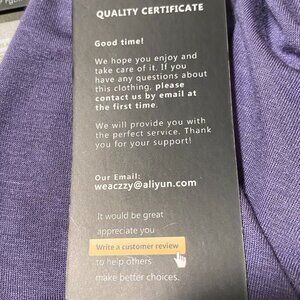 QUALITY CERTIFICATE
Good time!
We hope you enjoy and
take care of it. If you
have any questions about
this clothing, please
contact us by email at
the first time.
We will provide you with
the perfect service. Thank
you for your support!
Our Email:
weaczzy@aliyun.com
It would be great
appreciate you
Write a customer review
to help others
make better choices.